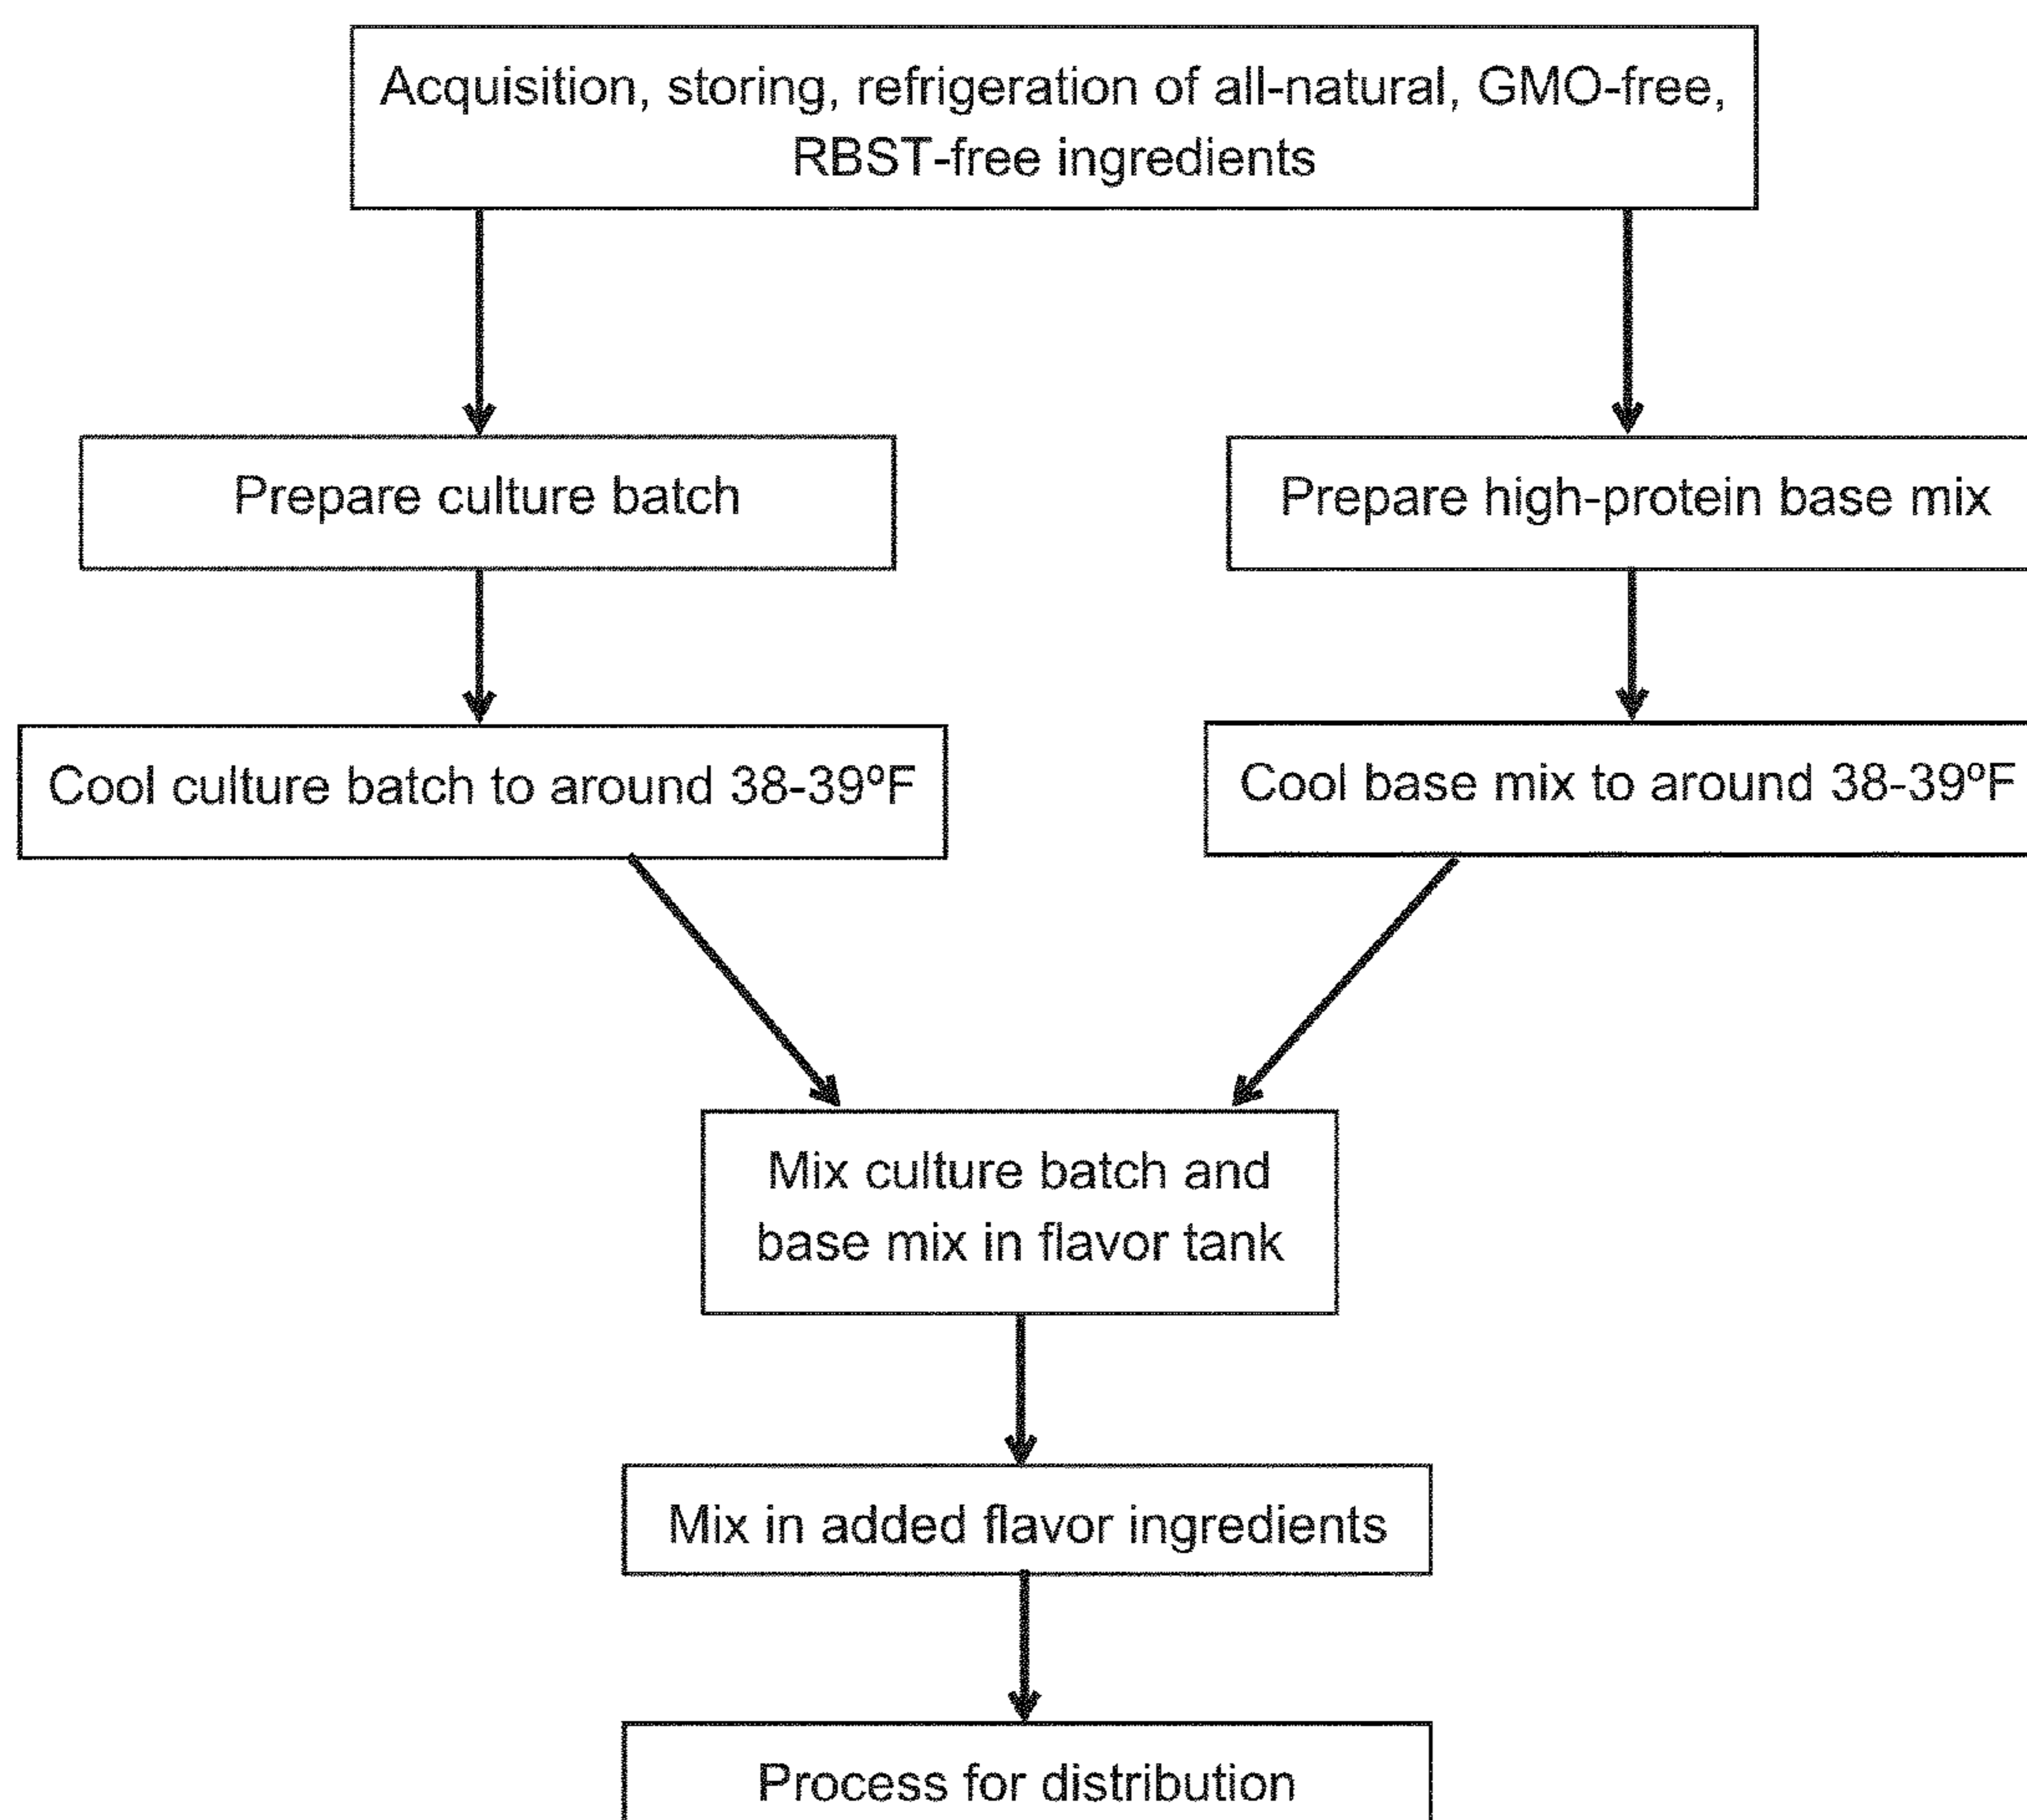 Acquisition, storing, refrigeration of all-natural, GMO-free,
RBST-free ingredients
Prepare culture batch
Prepare high-protein base mix
Cool culture batch to around 38-39ºF
Cool base mix to around 38-39ºF
Mix culture batch and
base mix in flavor tank
Mix in added flavor ingredients
Process for distribution